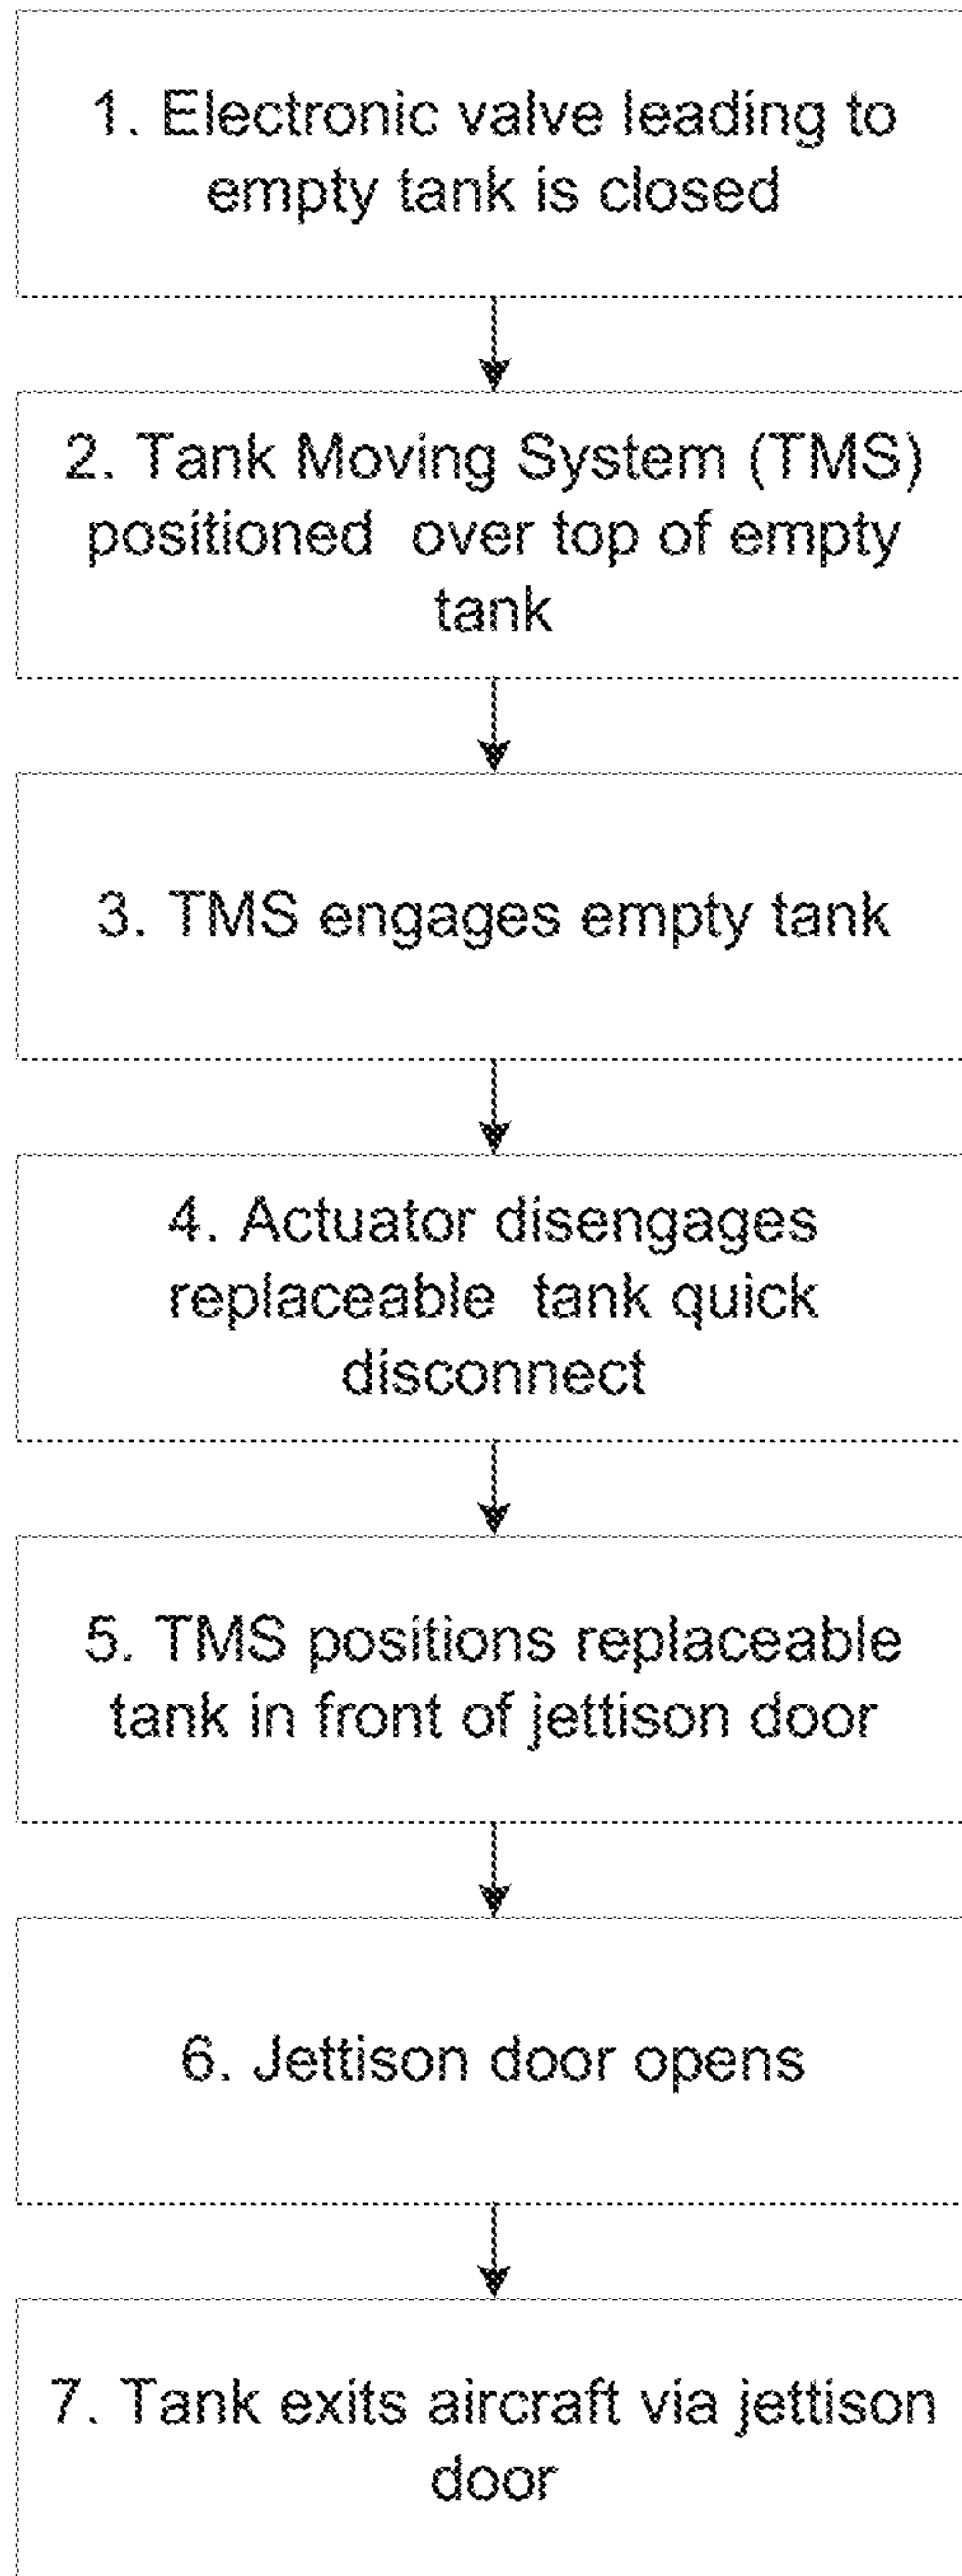 1. Electronic valve leading to
empty tank is closed
2. Tank Moving System (TMS)
positioned  over top of empty
tank
3. TMS engages empty tank
4. Actuator disengages
replaceable  tank quick
disconnect
5. TMS positions replaceable
tank in front of jettison door
6. Jettison door opens
7. Tank exits aircraft via jettison
door